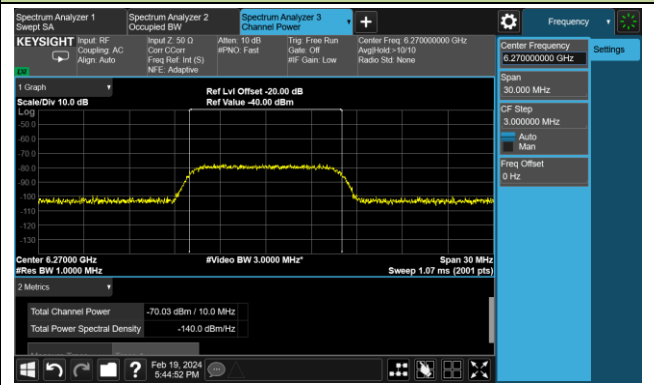 Spectrum Analyzer 1
Swept SA
Spectrum Analyzer 2
Occupied BW
Spectrum Analyzer 3
Channel Power
Frequency
KEYSIGHT
Input: RF
Coupling: AC
Align: Auto
Input Z: 50 Ω
Corr CCorr
Freq Ref: Int (S)
NFE: Adaptive
Atten: 10 dB
#PNO: Fast
Trig: Free Run
Gate: Off
#IF Gain: Low
Center Freq: 6.270000000 GHz
Avg|Hold:>10/10
Radio Std: None
Center Frequency
6.270000000 GHz
Settings
Span
30.000 MHz
CF Step
3.000000 MHz
Auto
Man
Freq Offset
0 Hz
1 Graph
Scale/Div 10.0 dB
Ref Lvl Offset -20.00 dB
Ref Value -40.00 dBm
Log
-50.0
-60.0
-70.0
-80.0
-90.0
-100
-110
-120
-130
Center 6.27000 GHz
#Res BW 1.0000 MHz
#Video BW 3.0000 MHz*
Span 30 MHz
Sweep 1.07 ms (2001 pts)
2 Metrics
Total Channel Power -70.03 dBm / 10.0 MHz
Total Power Spectral Density -140.0 dBm/Hz
Feb 19, 2024
5:44:52 PM